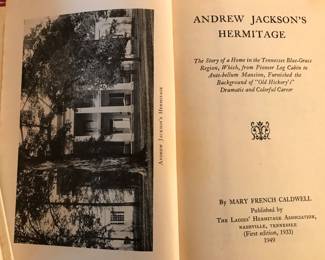 ANDREW JACKSON'S HERMITAGE
ANDREW JACKSON'S
HERMITAGE
The Story of a Home in the Tennessee Blue-Grass
Region, Which, from Pioneer Log Cabin to
Ante-bellum Mansion, Furnished the
Background of "Old Hickory's"
Dramatic and Colorful Career
By MARY FRENCH CALDWELL
Published by
THE LADIES' HERMITAGE ASSOCIATION,
NASHVILLE, TENNESSEE
(First edition, 1933)
1949